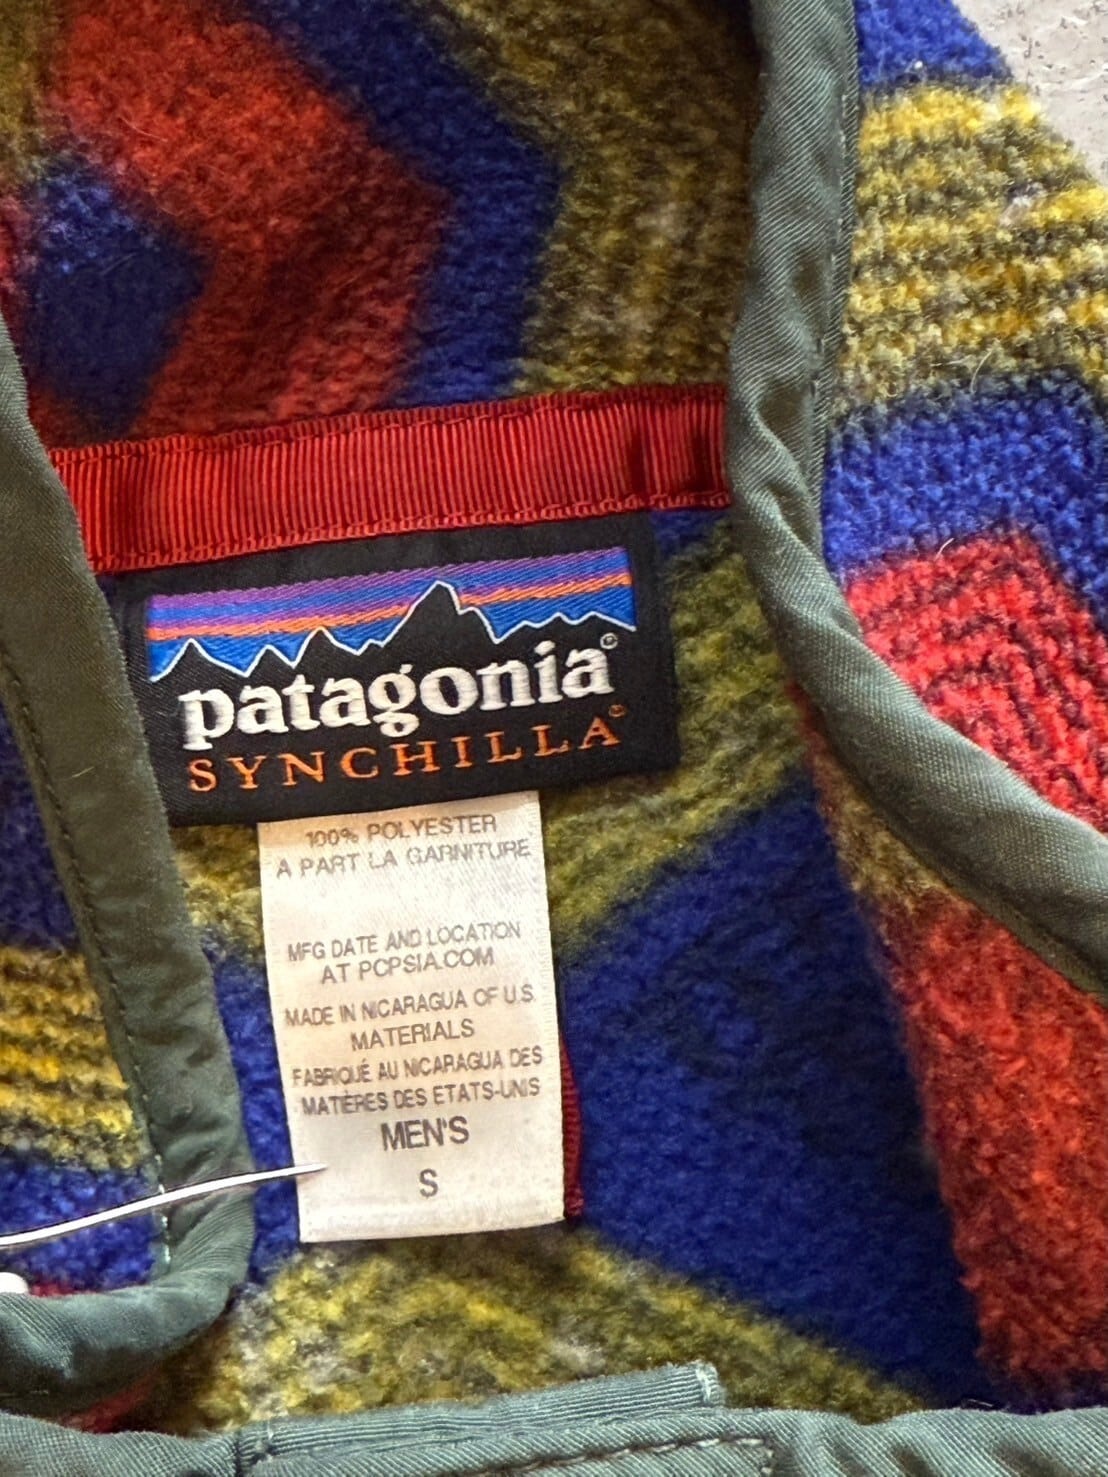 patagonia®
SYNCHILLA®
100% POLYESTER
A PART LA GARNITURE
MFG DATE AND LOCATION
AT PCPSIA.COM
MADE IN NICARAGUA OF U.S.
MATERIALS
FABRIQUÉ AU NICARAGUA DES
MATIÈRES DES ETATS-UNIS
MEN'S
S